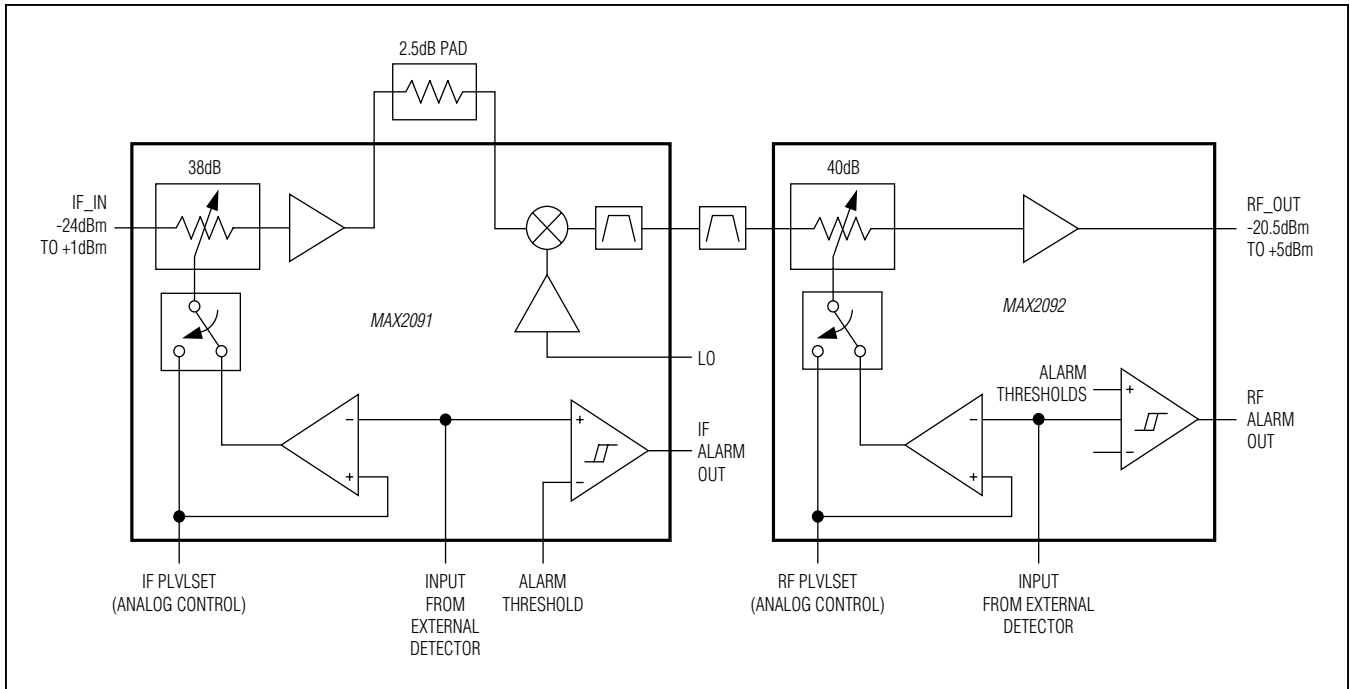 2.5dB PAD
38dB
40dB
IF_IN
-24dBm
TO +1dBm
RF_OUT
-20.5dBm
TO +5dBm
MAX2091
MAX2092
LO
ALARM
THRESHOLDS
+
-
+
-
+
IF
ALARM
OUT
-
+
-
+
RF
ALARM
OUT
IF PLVLSET
(ANALOG CONTROL)
INPUT
FROM
EXTERNAL
DETECTOR
ALARM
THRESHOLD
RF PLVLSET
(ANALOG CONTROL)
INPUT
FROM EXTERNAL
DETECTOR